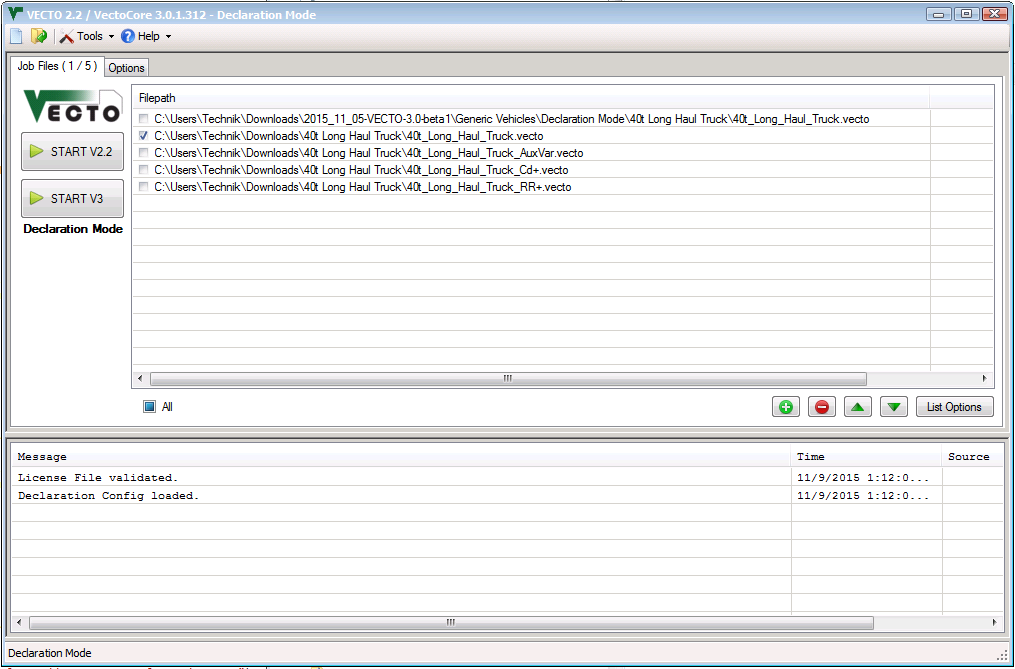 VECTO 2.2 / VectoCore 3.0.1.312 - Declaration Mode
Tools Help
Job Files ( 1 / 5 ) Options
VECTO
START V2.2
START V3
Declaration Mode
Filepath
C:\Users\Technik\Downloads\2015_11_05-VECTO-3.0-beta1\Generic Vehicles\Declaration Mode\40t Long Haul Truck\40t_Long_Haul_Truck.vecto
C:\Users\Technik\Downloads\40t Long Haul Truck\40t_Long_Haul_Truck.vecto
C:\Users\Technik\Downloads\40t Long Haul Truck\40t_Long_Haul_Truck_AuxVar.vecto
C:\Users\Technik\Downloads\40t Long Haul Truck\40t_Long_Haul_Truck_Cd+.vecto
C:\Users\Technik\Downloads\40t Long Haul Truck\40t_Long_Haul_Truck_RR+.vecto
All List Options
Message Time Source
License File validated. 11/9/2015 1:12:0...
Declaration Config loaded. 11/9/2015 1:12:0...
Declaration Mode